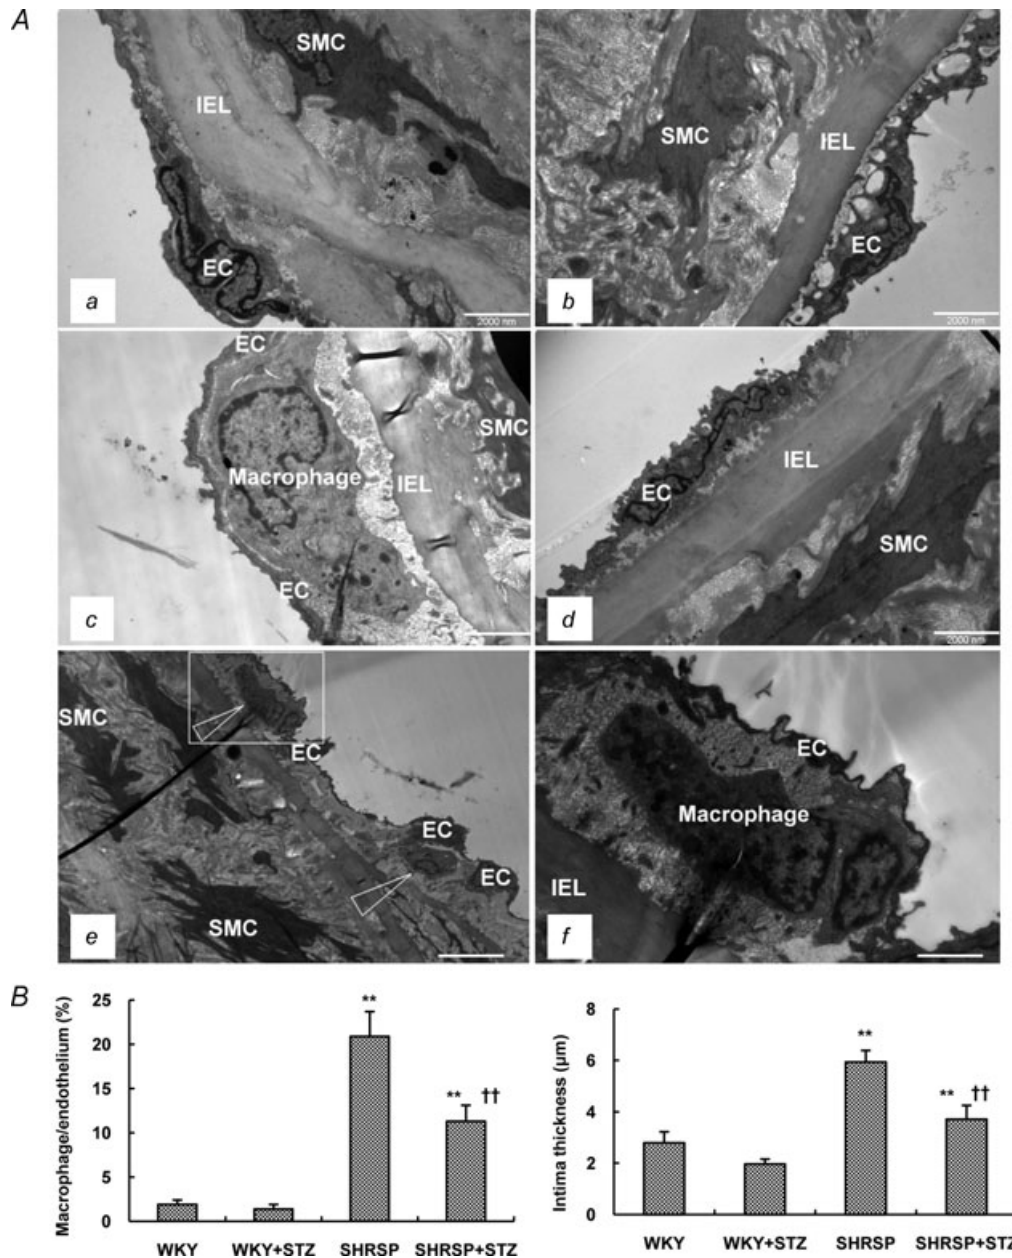 A
SMC
IEL
EC
a
2000 nm
SMC
IEL
EC
b
2000 nm
EC
Macrophage
IEL
SMC
EC
c
EC
IEL
SMC
d
2000 nm
SMC
EC
EC
EC
SMC
e
EC
Macrophage
IEL
f
B
Macrophage/endothelium (%)
25
20
15
10
5
0
**
** ††
WKY WKY+STZ SHRSP SHRSP+STZ
Intima thickness (µm)
8
6
4
2
0
**
** ††
WKY WKY+STZ SHRSP SHRSP+STZ